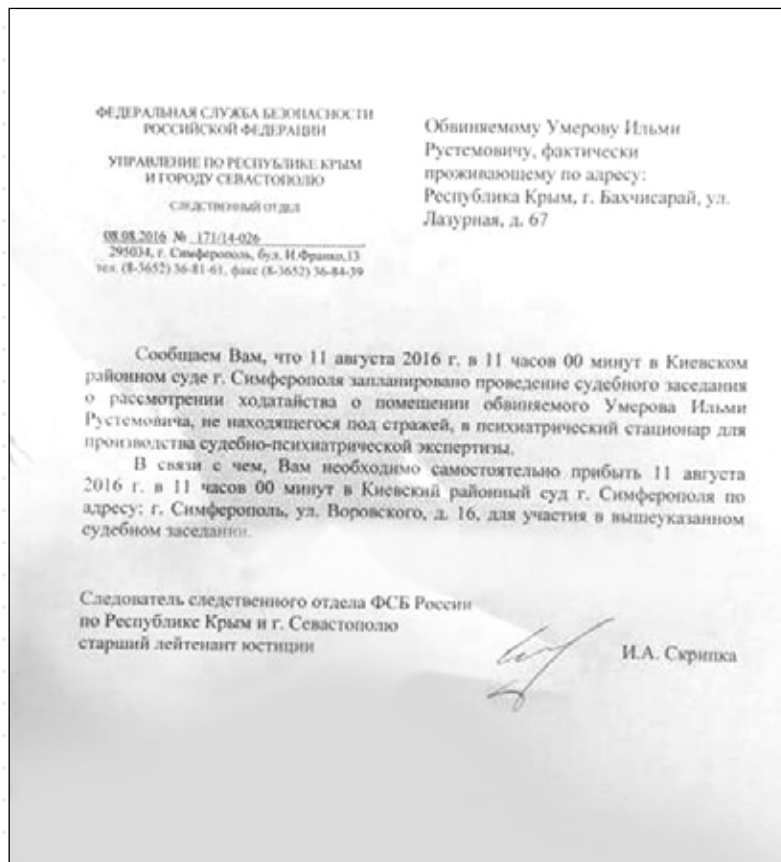 ФЕДЕРАЛЬНАЯ СЛУЖБА БЕЗОПАСНОСТИ
РОССИЙСКОЙ ФЕДЕРАЦИИ
УПРАВЛЕНИЕ ПО РЕСПУБЛИКЕ КРЫМ
И ГОРОДУ СЕВАСТОПОЛЮ
СЛЕДСТВЕННЫЙ ОТДЕЛ
08.08.2016 № 171/14-026
295034, г. Симферополь, бул. И.Франко,13
тел. (8-3652) 36-81-61, факс (8-3652) 36-84-39
Обвиняемому Умерову Ильми
Рустемовичу, фактически
проживающему по адресу:
Республика Крым, г. Бахчисарай, ул.
Лазурная, д. 67
Сообщаем Вам, что 11 августа 2016 г. в 11 часов 00 минут в Киевском
районном суде г. Симферополя запланировано проведение судебного заседания
о рассмотрении ходатайства о помещении обвиняемого Умерова Ильми
Рустемовича, не находящегося под стражей, в психиатрический стационар для
производства судебно-психиатрической экспертизы.
В связи с чем, Вам необходимо самостоятельно прибыть 11 августа
2016 г. в 11 часов 00 минут в Киевский районный суд г. Симферополя по
адресу: г. Симферополь, ул. Воровского, д. 16, для участия в вышеуказанном
судебном заседании.
Следователь следственного отдела ФСБ России
по Республике Крым и г. Севастополю
старший лейтенант юстиции
И.А. Скрипка